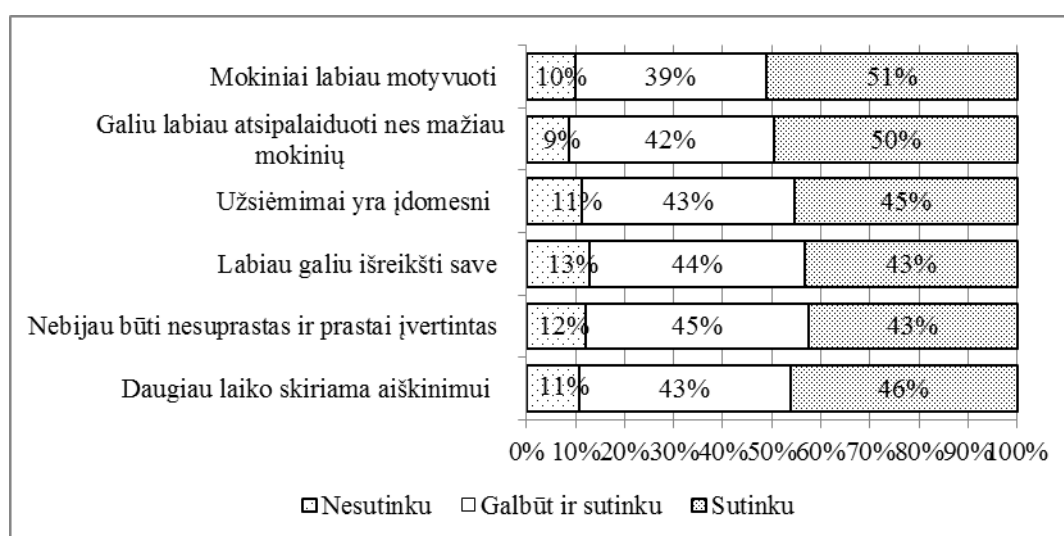 Mokiniai labiau motyvuoti
10% 39% 51%
Galiu labiau atsipalaiduoti nes mažiau
mokinių
9% 42% 50%
Užsiėmimai yra įdomesni
11% 43% 45%
Labiau galiu išreikšti save
13% 44% 43%
Nebijau būti nesuprastas ir prastai įvertintas
12% 45% 43%
Daugiau laiko skiriama aiškinimui
11% 43% 46%
0% 10% 20% 30% 40% 50% 60% 70% 80% 90% 100%
Nesutinku Galbūt ir sutinku Sutinku